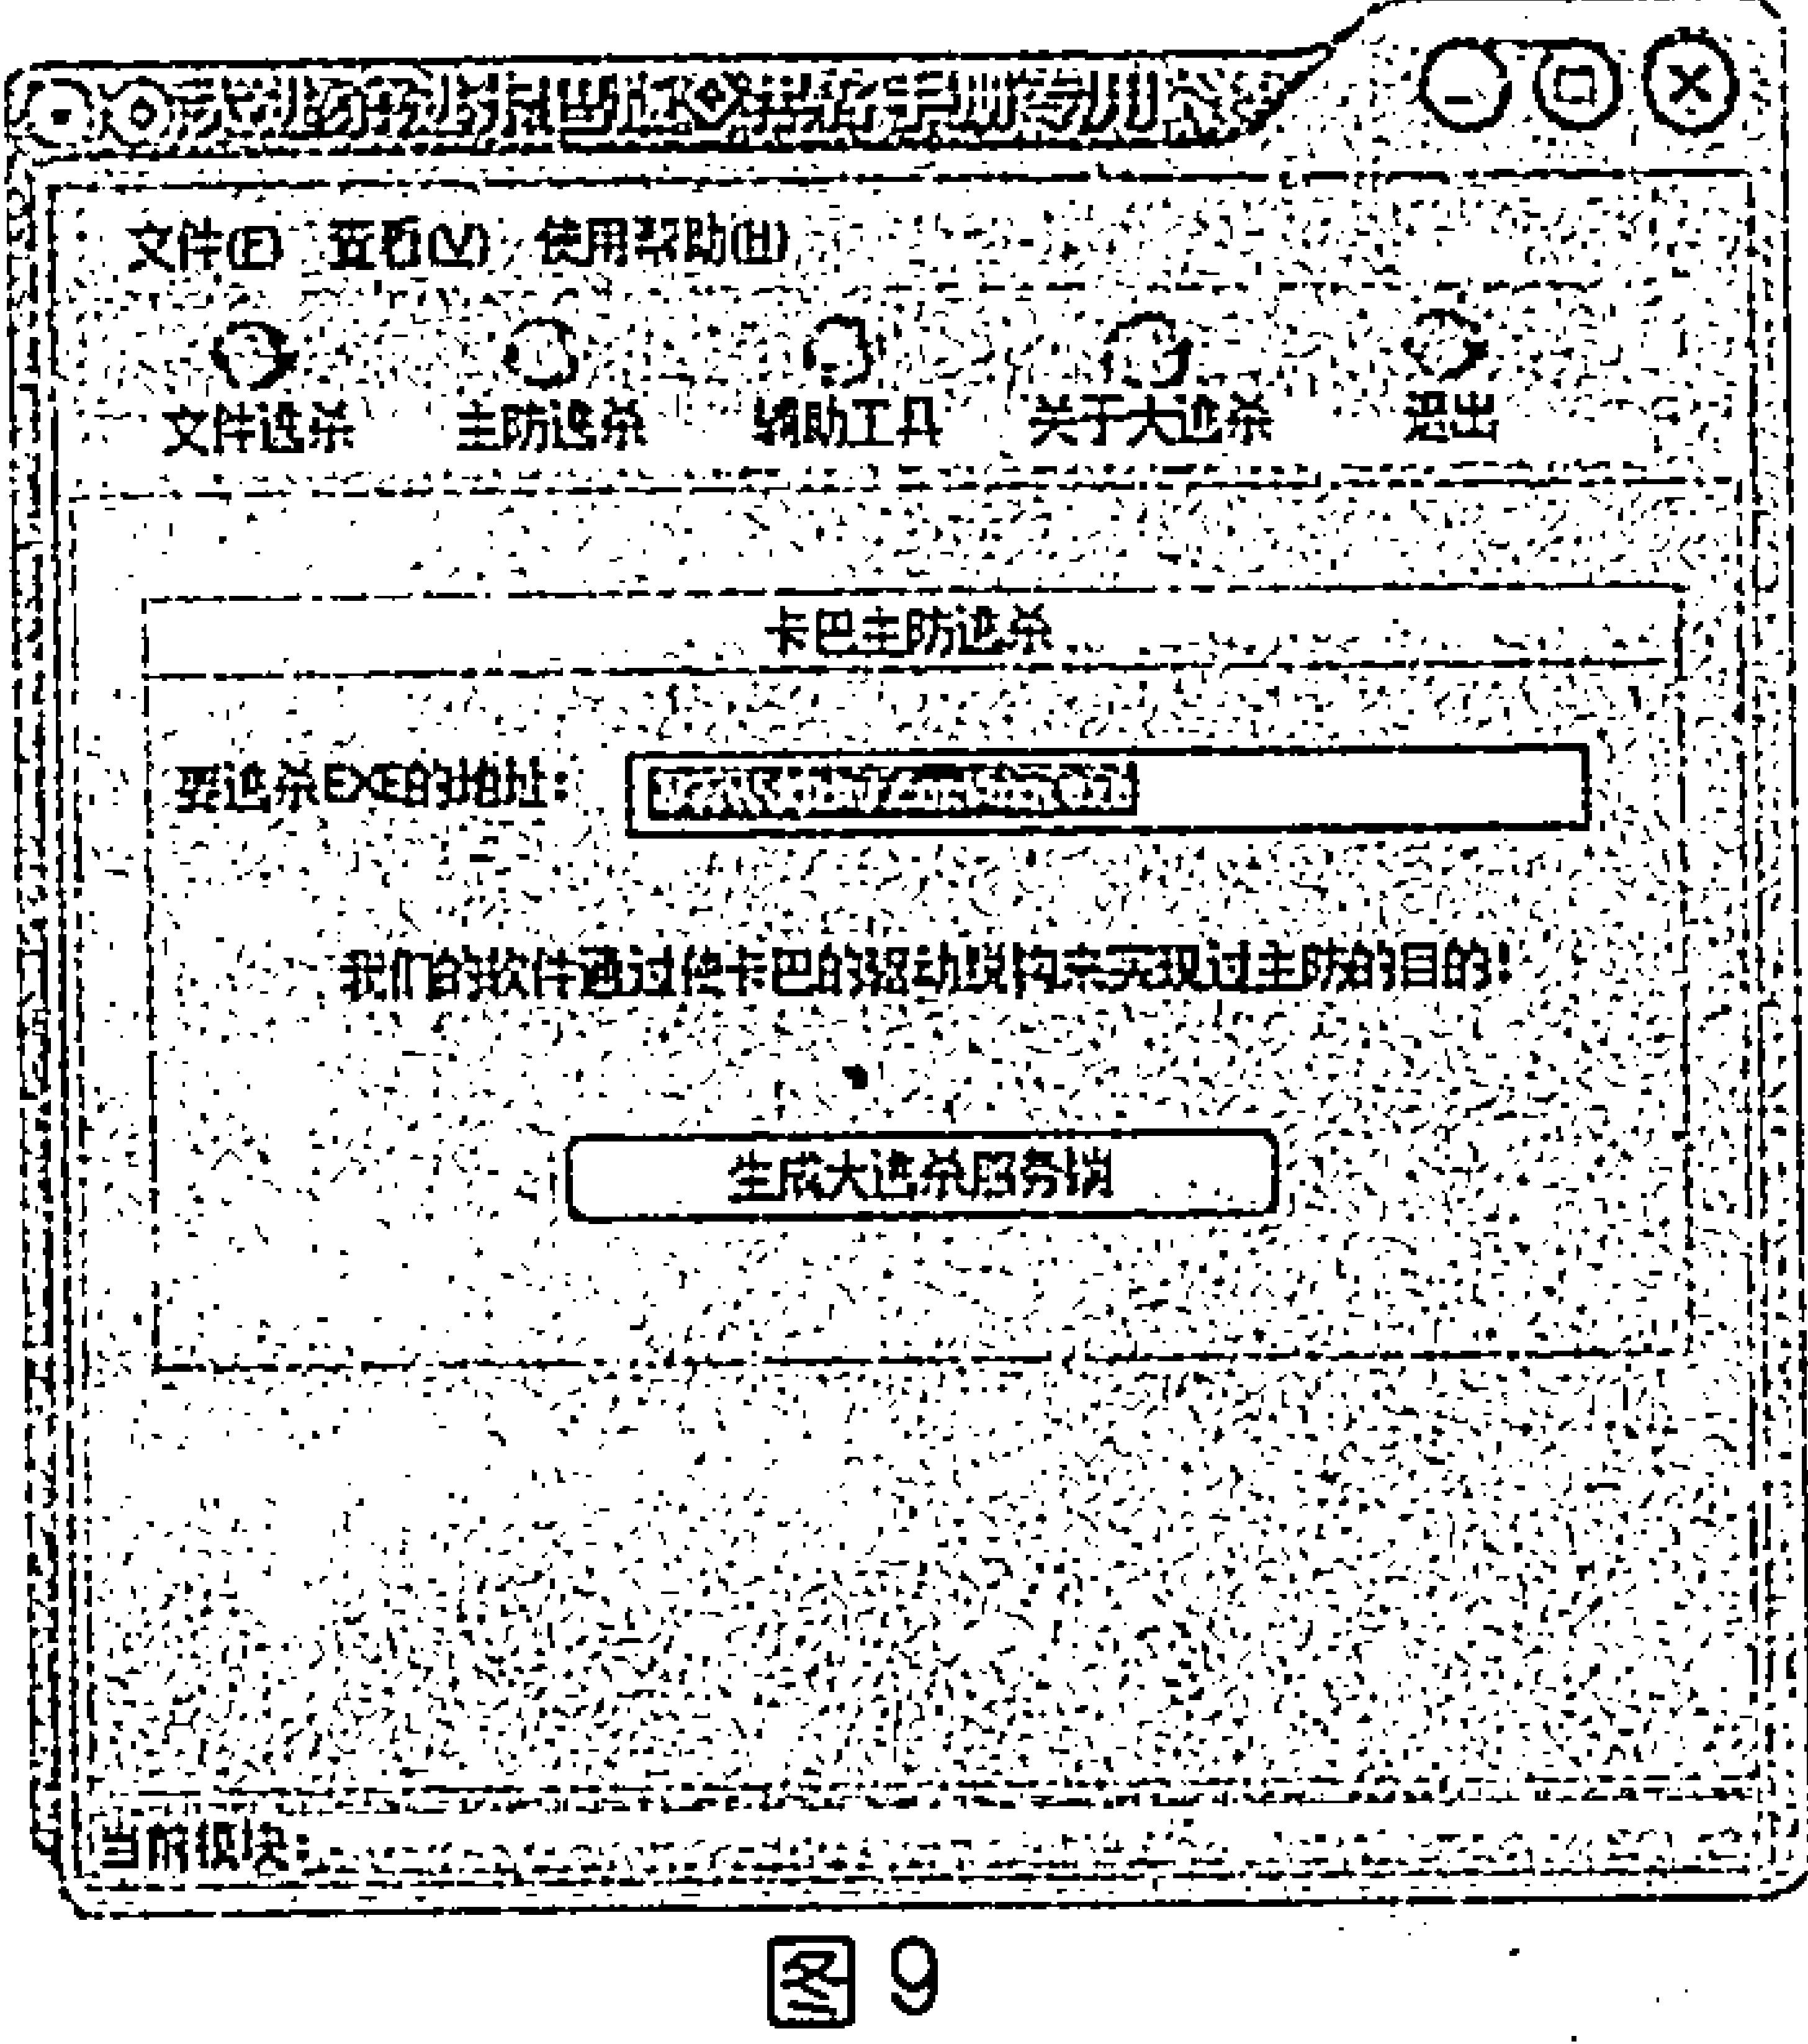 文件(F) 查看(V) 使用帮助(H)
文件逃杀 主防逃杀 辅助工具 关于大逃杀 退出
卡巴主防逃杀
要逃杀EXE的地址：
我们的软件通过使卡巴的驱动脱钩来实现过主防的目的！
生成大逃杀服务端
当前模块：
图 9